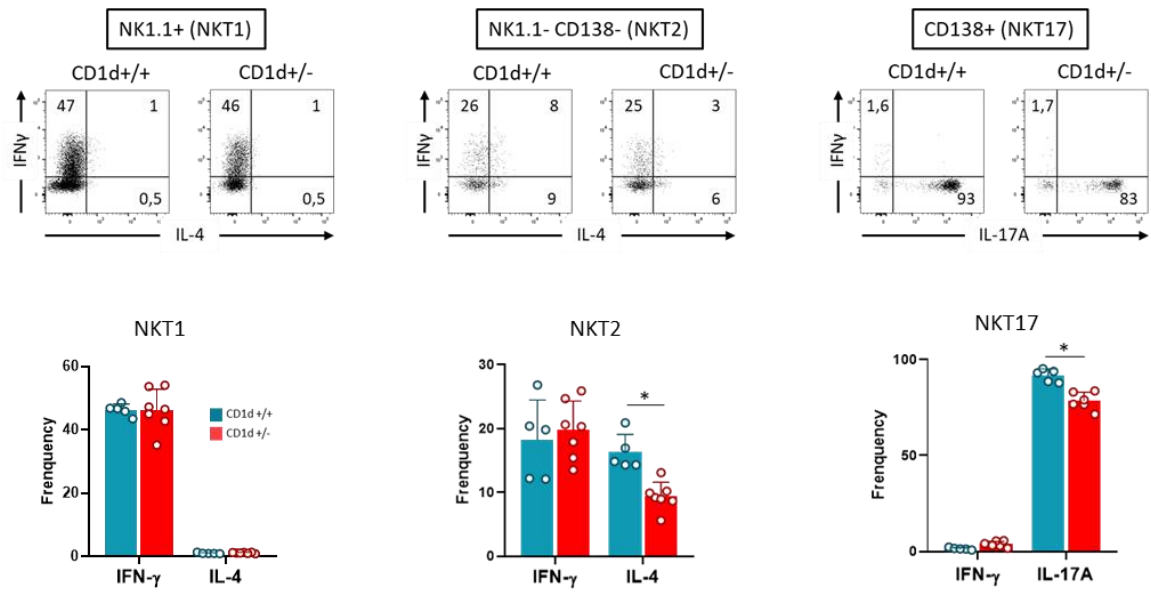 NK1.1+ (NKT1)
NK1.1- CD138- (NKT2)
CD138+ (NKT17)
CD1d+/+
CD1d+/-
CD1d+/+
CD1d+/-
CD1d+/+
CD1d+/-
IFNγ
47
1
0,5
46
1
0,5
IL-4
IFNγ
26
8
9
25
3
6
IL-4
IFNγ
1,6
93
1,7
83
IL-17A
NKT1
Frenquency
60
40
20
0
IFN-γ
IL-4
CD1d +/+
CD1d +/-
NKT2
Frenquency
30
20
10
0
*
IFN-γ
IL-4
NKT17
Frenquency
100
50
0
*
IFN-γ
IL-17A